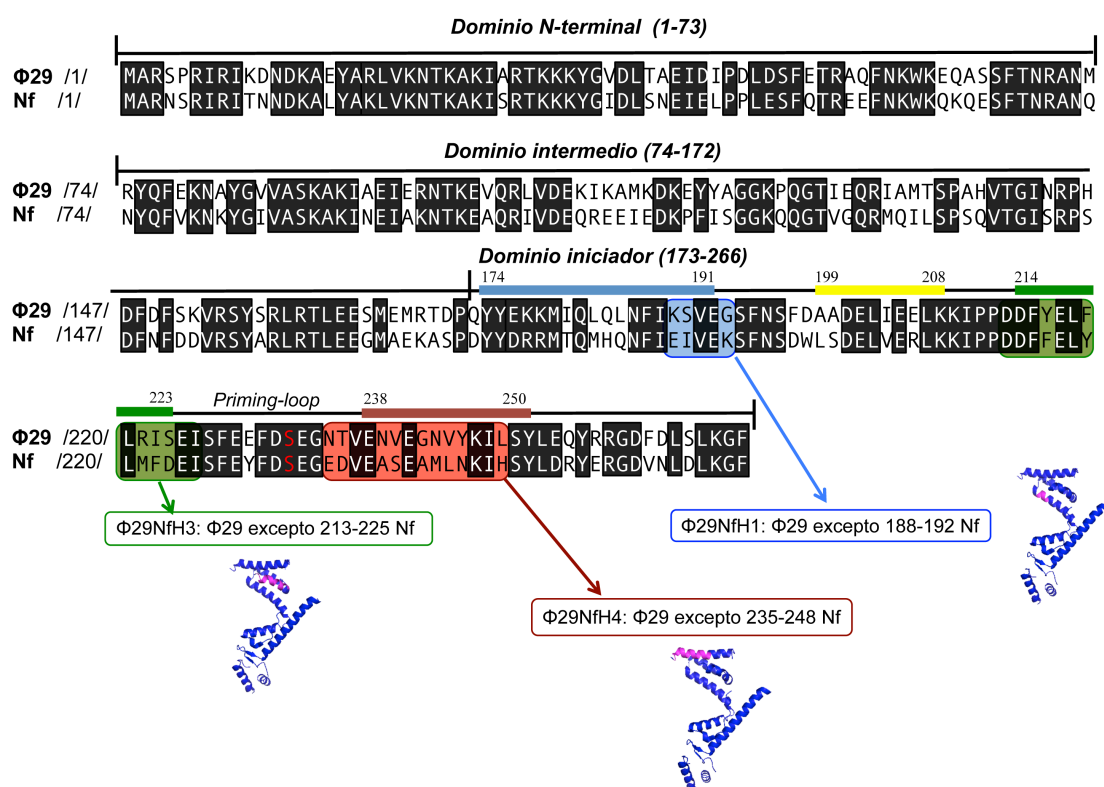 Dominio N-terminal (1-73)
Φ29 /1/ MARSPRIRIKDNDKAEYARLVKNTKAKIARTKKKYGVDLTAEIDIPDLDSFETRAQFNKWKEQASSFTNRANM
Nf /1/ MARNSRIRITNNDKALYAKLVKNTKAKISRTKKKYGIDLSNEIELPPLESFQTREEFNKWKQKQESFTNRANQ
Dominio intermedio (74-172)
Φ29 /74/ RYQFEKNAYGVVASKAKIAEIERNTKEVQRLVDEKIKAMKDKEYYAGGKPQGTIEQRIAMTSPAHVTGINRPH
Nf /74/ NYQFVKNKYGIVASKAKINEIAKNTKEAQRIVDEQREEIEDKPFISGGKQQGTVGQRMQILSPSQVTGISRPS
Dominio iniciador (173-266)
174 191 199 208 214
Φ29 /147/ DFDFSKVRSYSRLRTLEESMEMRTDPQYYEKKMIQLQLNFIKSVEGSFNSFDAADELIEELKKIPPDDFYELF
Nf /147/ DFNFDDVRSYARLRTLEEGMAEKASPDYYDRRMTQMHQNFIEIVEKSFNSDWLSDELVERLKKIPPDDFFELY
223 Priming-loop 238 250
Φ29 /220/ LRISEISFEEFDSEGNTVENVEGNVYKILSYLEQYRRGDFDLSLKGF
Nf /220/ LMFDEISFEYFDSEGEDVEASEAMLNKIHSYLDRYERGDVNLDLKGF
Φ29NfH3: Φ29 excepto 213-225 Nf
Φ29NfH1: Φ29 excepto 188-192 Nf
Φ29NfH4: Φ29 excepto 235-248 Nf